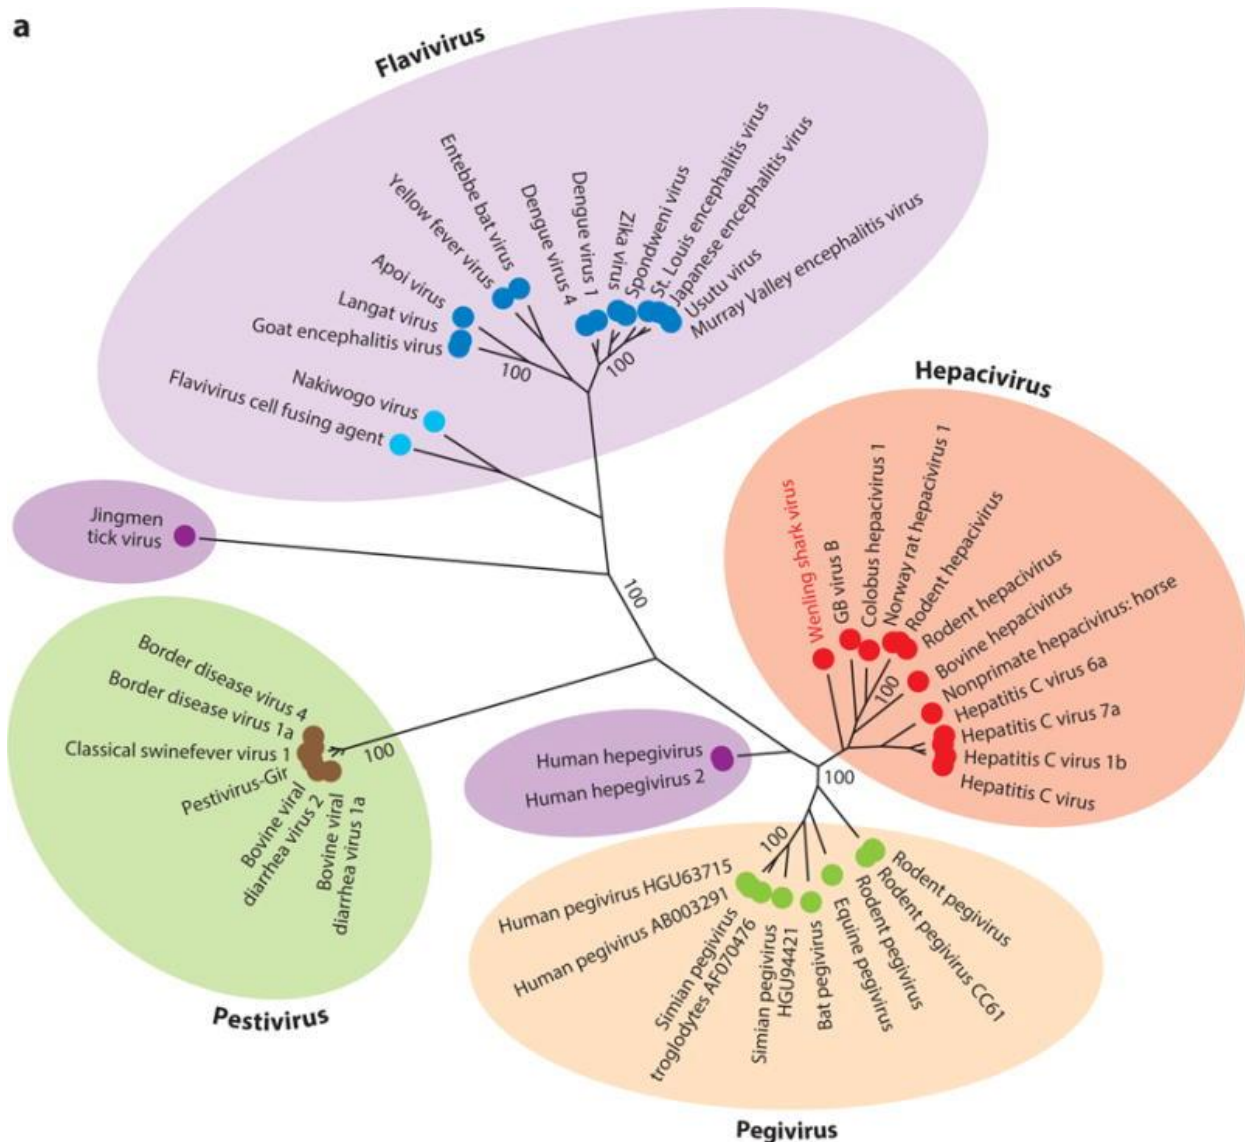 a
Flavivirus
Entebbe bat virus
Yellow fever virus
Apoi virus
Langat virus
Goat encephalitis virus
Dengue virus 4
Dengue virus 1
Zika virus
Spondweni virus
St. Louis encephalitis virus
Japanese encephalitis virus
Usutu virus
Murray Valley encephalitis virus
100
100
Nakiwogo virus
Flavivirus cell fusing agent
Jingmen
tick virus
100
Hepacivirus
Wenling shark virus
GB virus B
Colobus hepacivirus 1
Norway rat hepacivirus 1
Rodent hepacivirus
Rodent hepacivirus
Bovine hepacivirus
Nonprimate hepacivirus: horse
Hepatitis C virus 6a
Hepatitis C virus 7a
Hepatitis C virus 1b
Hepatitis C virus
100
Border disease virus 4
Border disease virus 1a
Classical swinefever virus 1
Pestivirus-Gir
Bovine viral
diarrhea virus 2
Bovine viral
diarrhea virus 1a
100
Pestivirus
Human hepegivirus
Human hepegivirus 2
100
100
Human pegivirus HGU63715
Human pegivirus AB003291
Simian pegivirus
troglodytes AF070476
Simian pegivirus
HGU94421
Bat pegivirus
Equine pegivirus
Rodent pegivirus
Rodent pegivirus CC61
Rodent pegivirus
Pegivirus